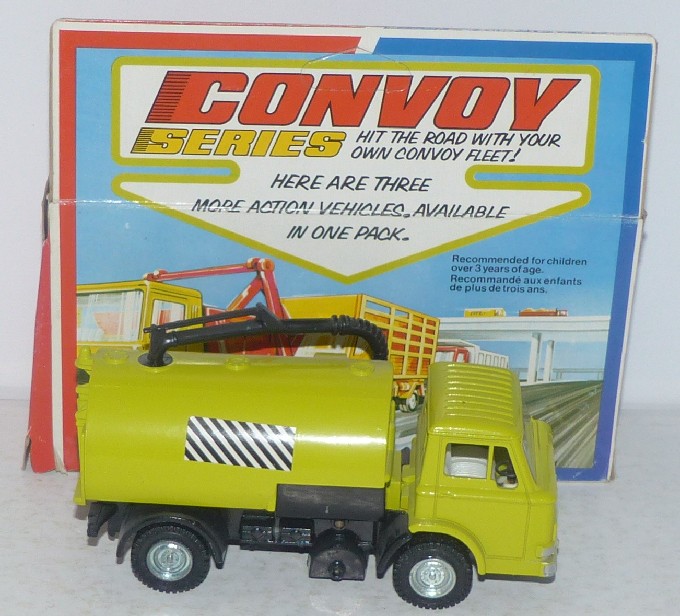 CONVOY
SERIES
HIT THE ROAD WITH YOUR
OWN CONVOY FLEET!
HERE ARE THREE
MORE ACTION VEHICLES. AVAILABLE
IN ONE PACK.
Recommended for children
over 3 years of age.
Recommandé aux enfants
de plus de trois ans.